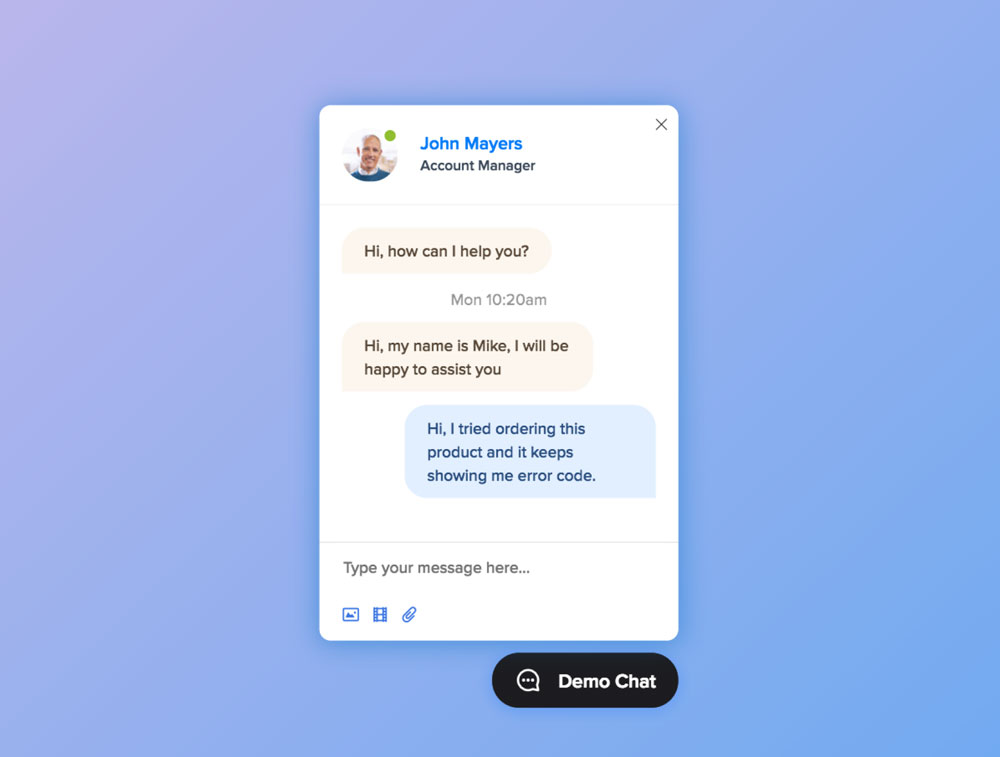 John Mayers
Account Manager
Hi, how can I help you?
Mon 10:20am
Hi, my name is Mike, I will be
happy to assist you
Hi, I tried ordering this
product and it keeps
showing me error code.
Type your message here...
Demo Chat